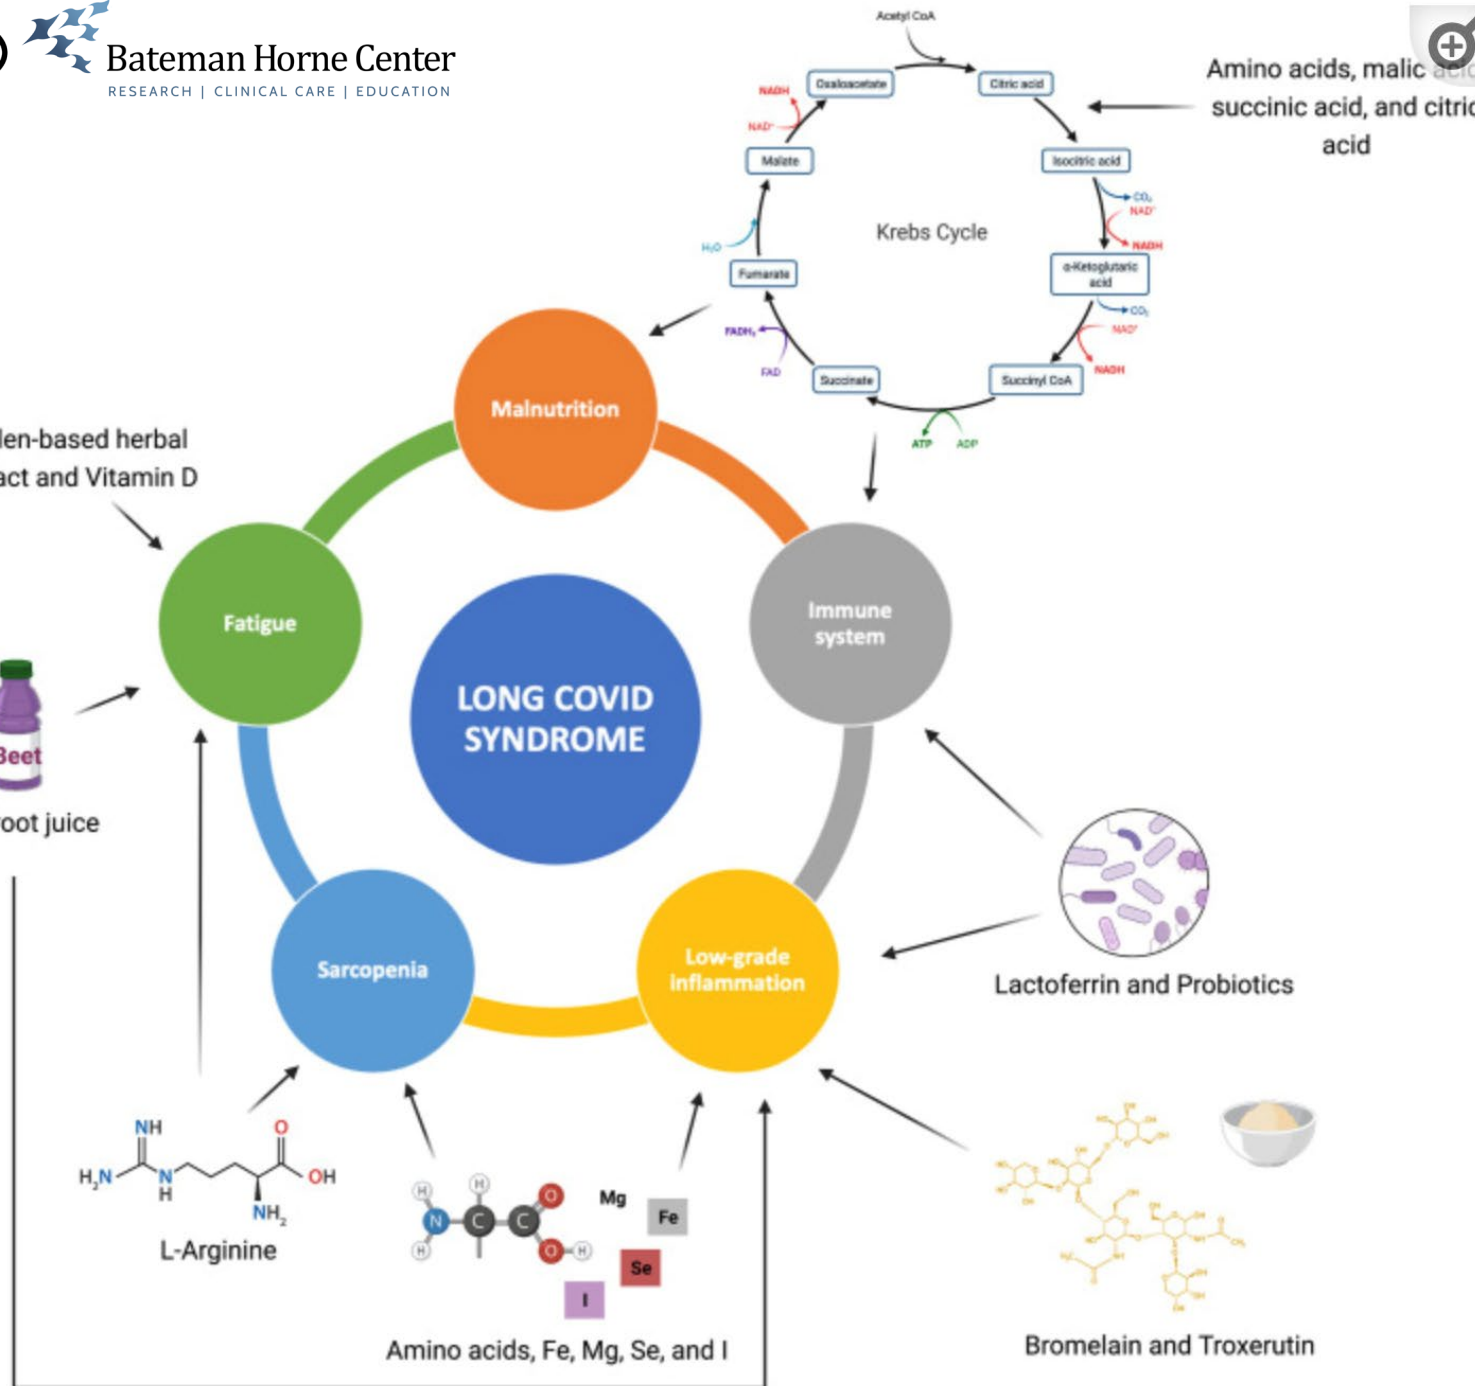 Bateman Horne Center
RESEARCH | CLINICAL CARE | EDUCATION
Acetyl CoA
Oxaloacetate
Citric acid
NADH
NAD⁺
Malate
Isocitric acid
CO₂
NAD⁺
NADH
Krebs Cycle
H₂O
Fumarate
α-Ketoglutaric
acid
CO₂
NAD⁺
NADH
FADH₂
FAD
Succinate
Succinyl CoA
ATP
ADP
Amino acids, malic acid
succinic acid, and citric
acid
Malnutrition
len-based herbal
act and Vitamin D
Fatigue
Immune
system
LONG COVID
SYNDROME
Beet
root juice
Sarcopenia
Low-grade
inflammation
Lactoferrin and Probiotics
NH
O
H₂N
N
H
OH
NH₂
L-Arginine
H
H
O
N
C
C
H
O
H
Mg
Fe
Se
I
Amino acids, Fe, Mg, Se, and I
Bromelain and Troxerutin